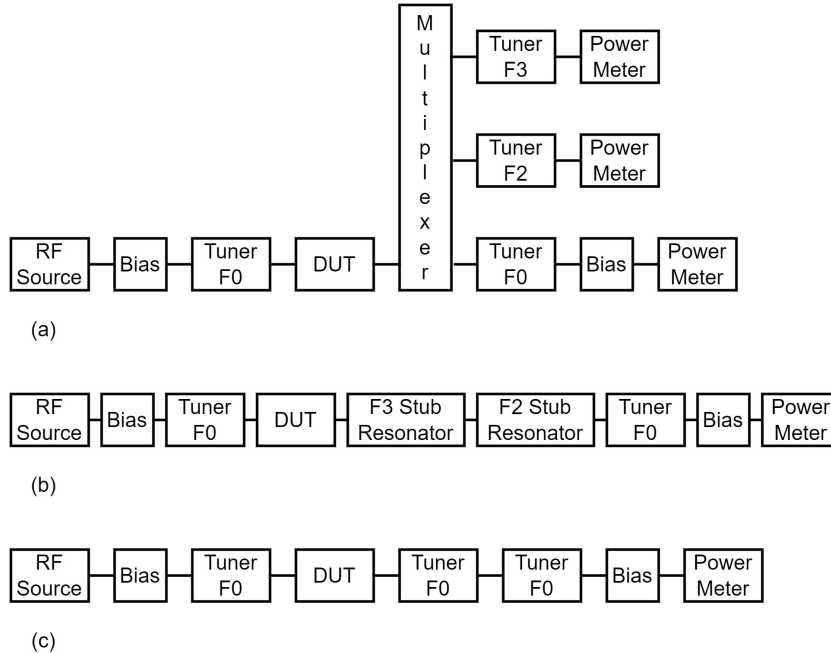 Multiplexer
Tuner
F3
Power
Meter
Tuner
F2
Power
Meter
RF
Source
Bias
Tuner
F0
DUT
Tuner
F0
Bias
Power
Meter
(a)
RF
Source
Bias
Tuner
F0
DUT
F3 Stub
Resonator
F2 Stub
Resonator
Tuner
F0
Bias
Power
Meter
(b)
RF
Source
Bias
Tuner
F0
DUT
Tuner
F0
Tuner
F0
Bias
Power
Meter
(c)